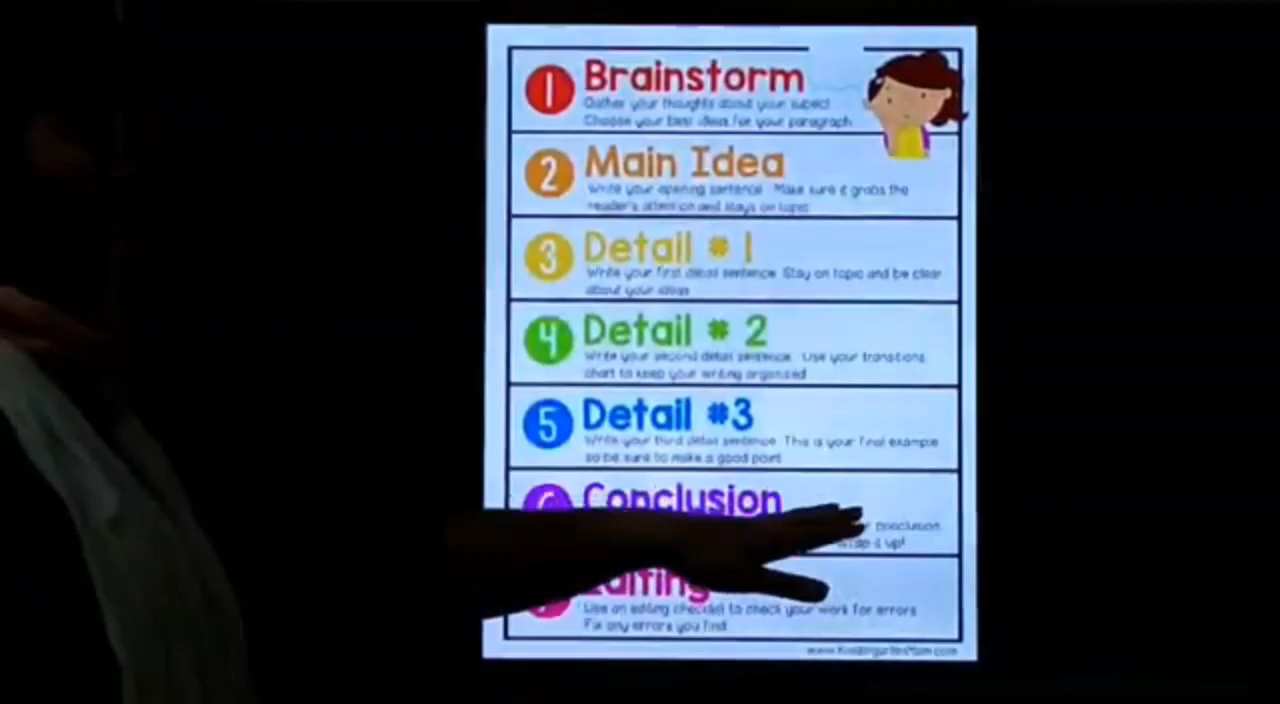 1 Brainstorm
Gather your thoughts about your subject
Choose your best ideas for your paragraph
2 Main Idea
Write your opening sentence. Make sure it grabs the
reader's attention and stays on topic
3 Detail # 1
Write your first detail sentence. Stay on topic and be clear
about your ideas
4 Detail # 2
Write your second detail sentence. Use your transitions
chart to keep your writing organized
5 Detail #3
Write your third detail sentence. This is your final example
so be sure to make a good point
6 Conclusion
conclusion
wrap it up!
Editing
Use an editing checklist to check your work for errors
Fix any errors you find